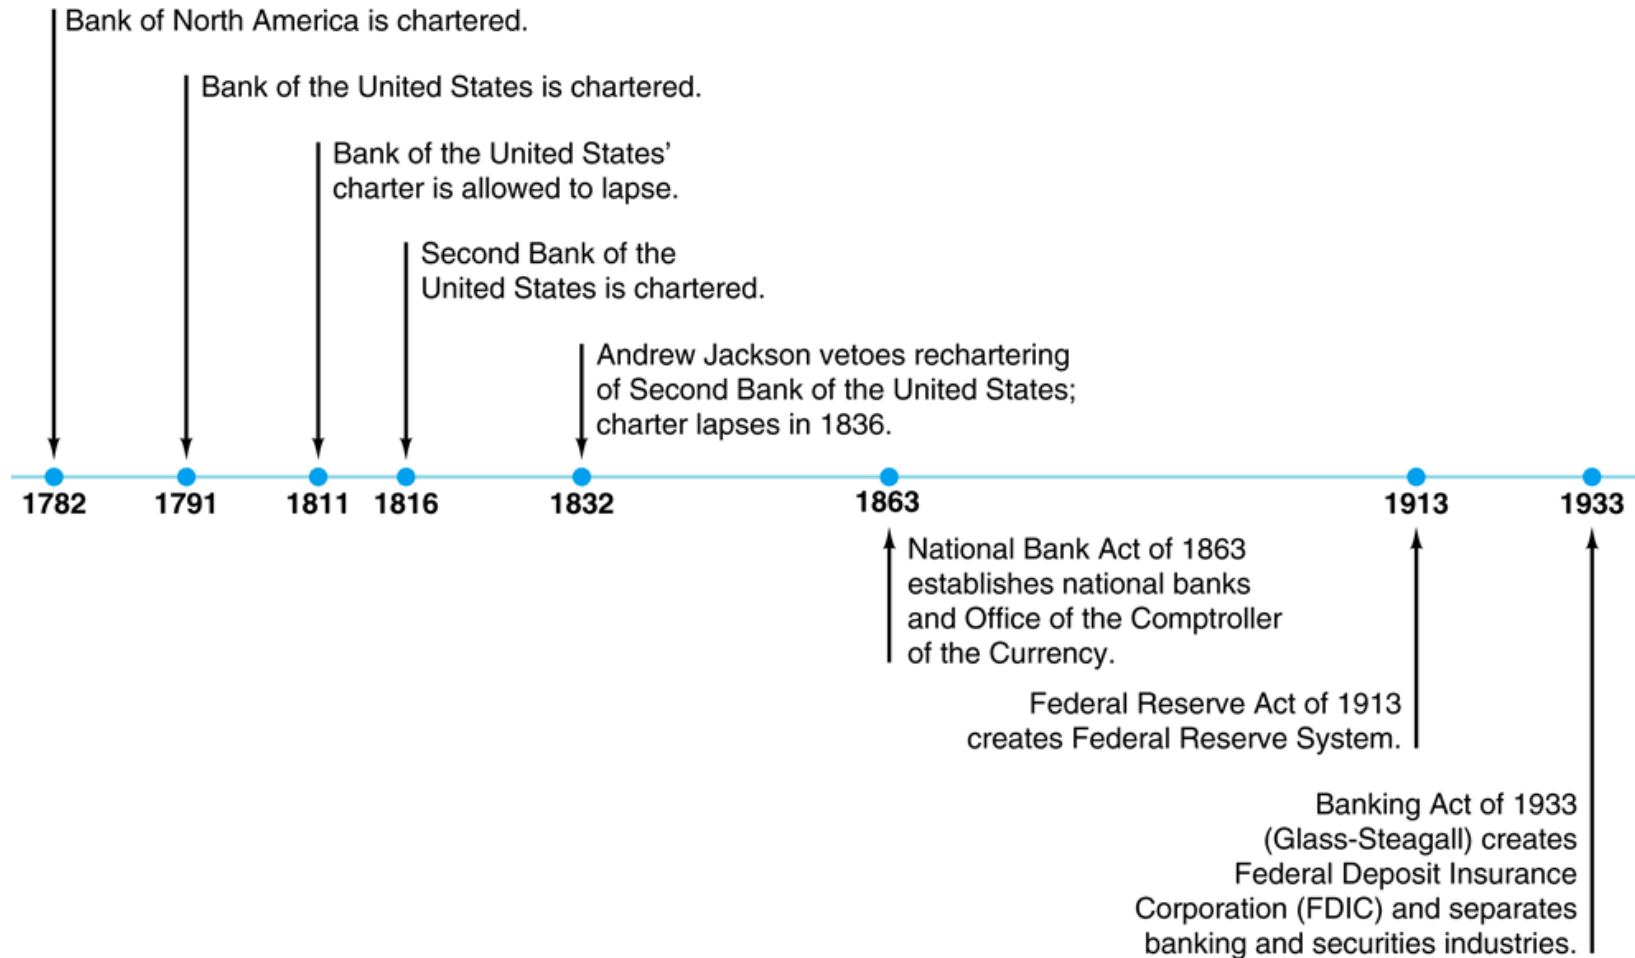 Bank of North America is chartered.
Bank of the United States is chartered.
Bank of the United States’
charter is allowed to lapse.
Second Bank of the
United States is chartered.
Andrew Jackson vetoes rechartering
of Second Bank of the United States;
charter lapses in 1836.
1782 1791 1811 1816 1832 1863 1913 1933
National Bank Act of 1863
establishes national banks
and Office of the Comptroller
of the Currency.
Federal Reserve Act of 1913
creates Federal Reserve System.
Banking Act of 1933
(Glass-Steagall) creates
Federal Deposit Insurance
Corporation (FDIC) and separates
banking and securities industries.